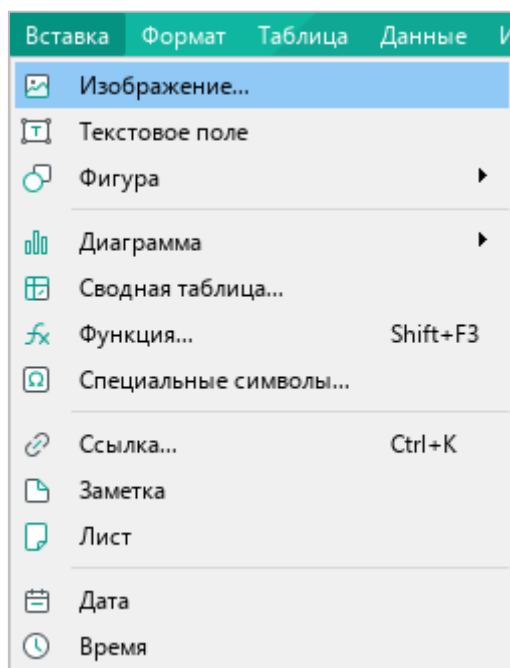 Вставка Формат Таблица Данные
Изображение...
Текстовое поле
Фигура
Диаграмма
Сводная таблица...
Функция... Shift+F3
Специальные символы...
Ссылка... Ctrl+K
Заметка
Лист
Дата
Время